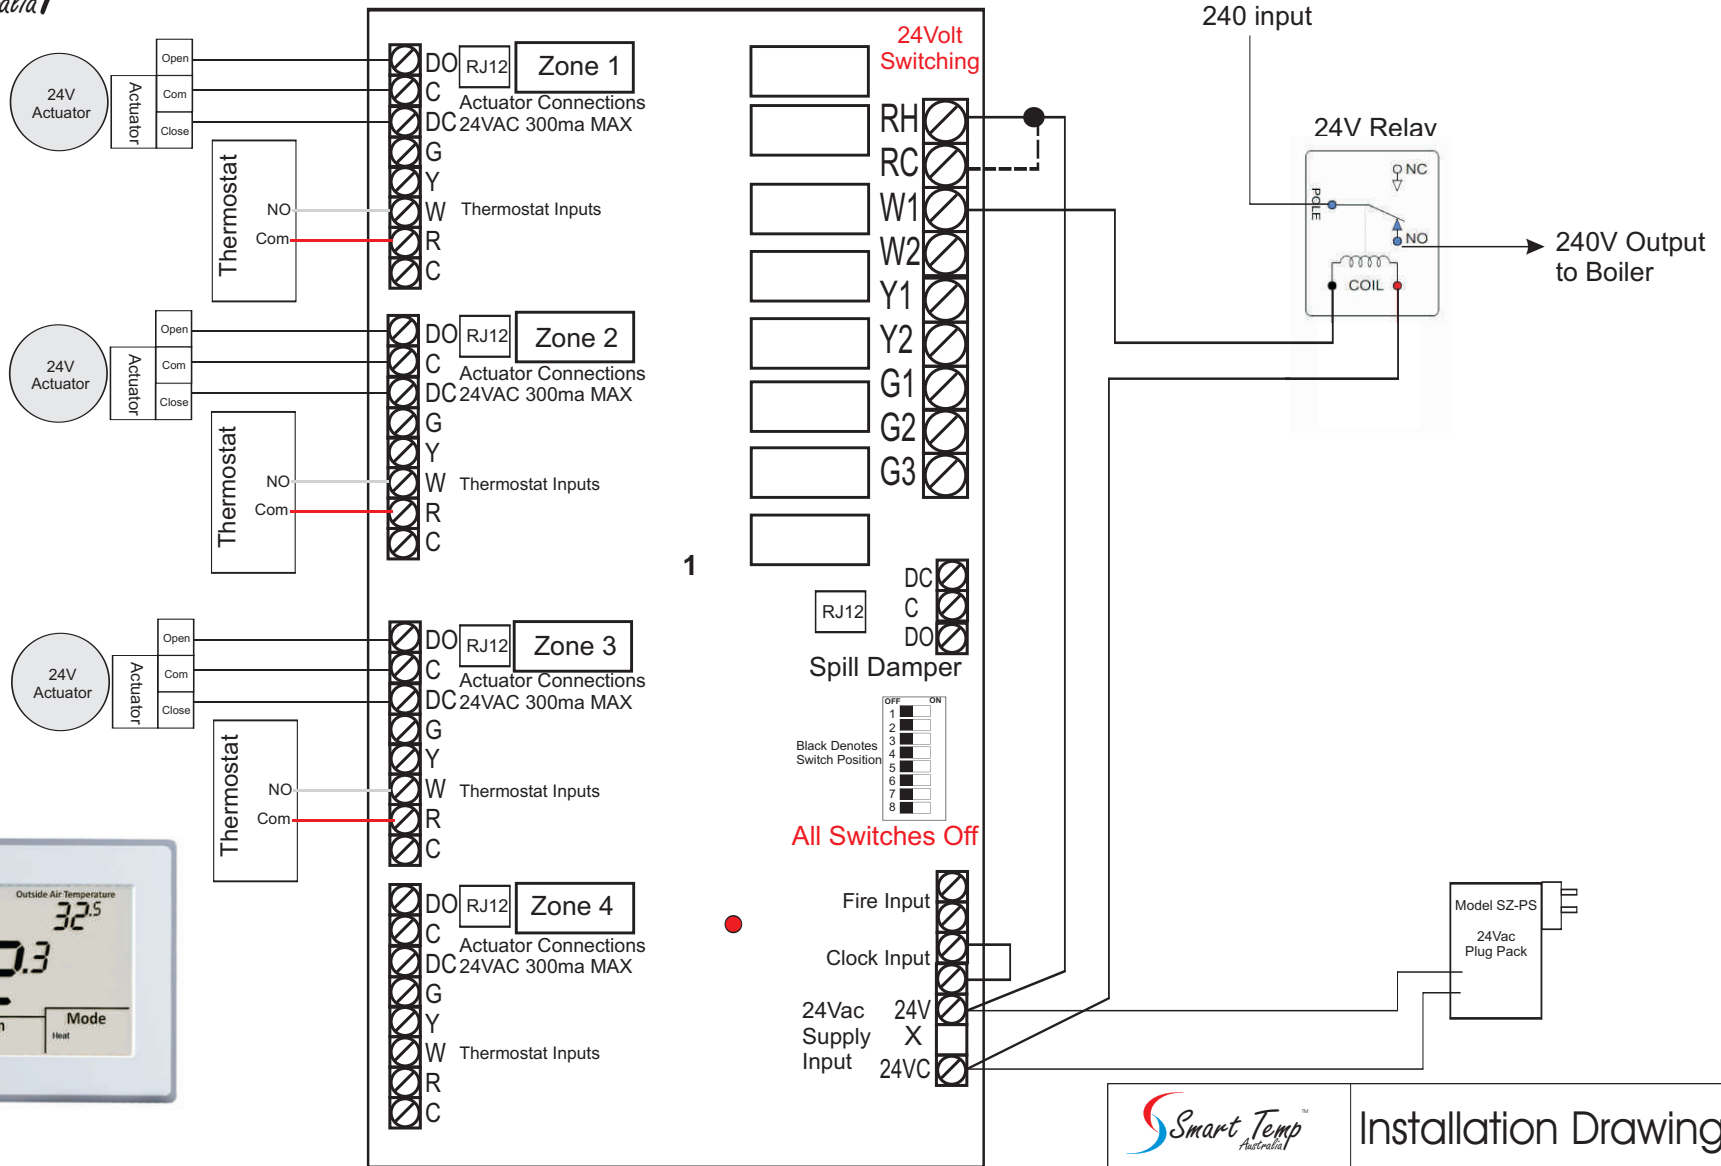 240 input
24Volt
Switching
Open
Com
Close
Actuator
24V
Actuator
Thermostat
NO
Com
DO
C
DC
G
Y
W
R
C
RJ12
Zone 1
Actuator Connections
24VAC 300ma MAX
Thermostat Inputs
RH
RC
W1
W2
Y1
Y2
G1
G2
G3
24V Relay
NC
POLE
NO
COIL
240V Output
to Boiler
Open
Com
Close
Actuator
24V
Actuator
Thermostat
NO
Com
DO
C
DC
G
Y
W
R
C
RJ12
Zone 2
Actuator Connections
24VAC 300ma MAX
Thermostat Inputs
1
DC
C
DO
RJ12
Spill Damper
Open
Com
Close
Actuator
24V
Actuator
Thermostat
NO
Com
DO
C
DC
G
Y
W
R
C
RJ12
Zone 3
Actuator Connections
24VAC 300ma MAX
Thermostat Inputs
OFF ON
1
2
3
4
5
6
7
8
Black Denotes
Switch Position
All Switches Off
DO
C
DC
G
Y
W
R
C
RJ12
Zone 4
Actuator Connections
24VAC 300ma MAX
Thermostat Inputs
Fire Input
Clock Input
24Vac
Supply
Input
24V
X
24VC
Model SZ-PS
24Vac
Plug Pack
Outside Air Temperature
32.5
.3
Mode
Heat
Smart Temp™
Australia
Installation Drawing